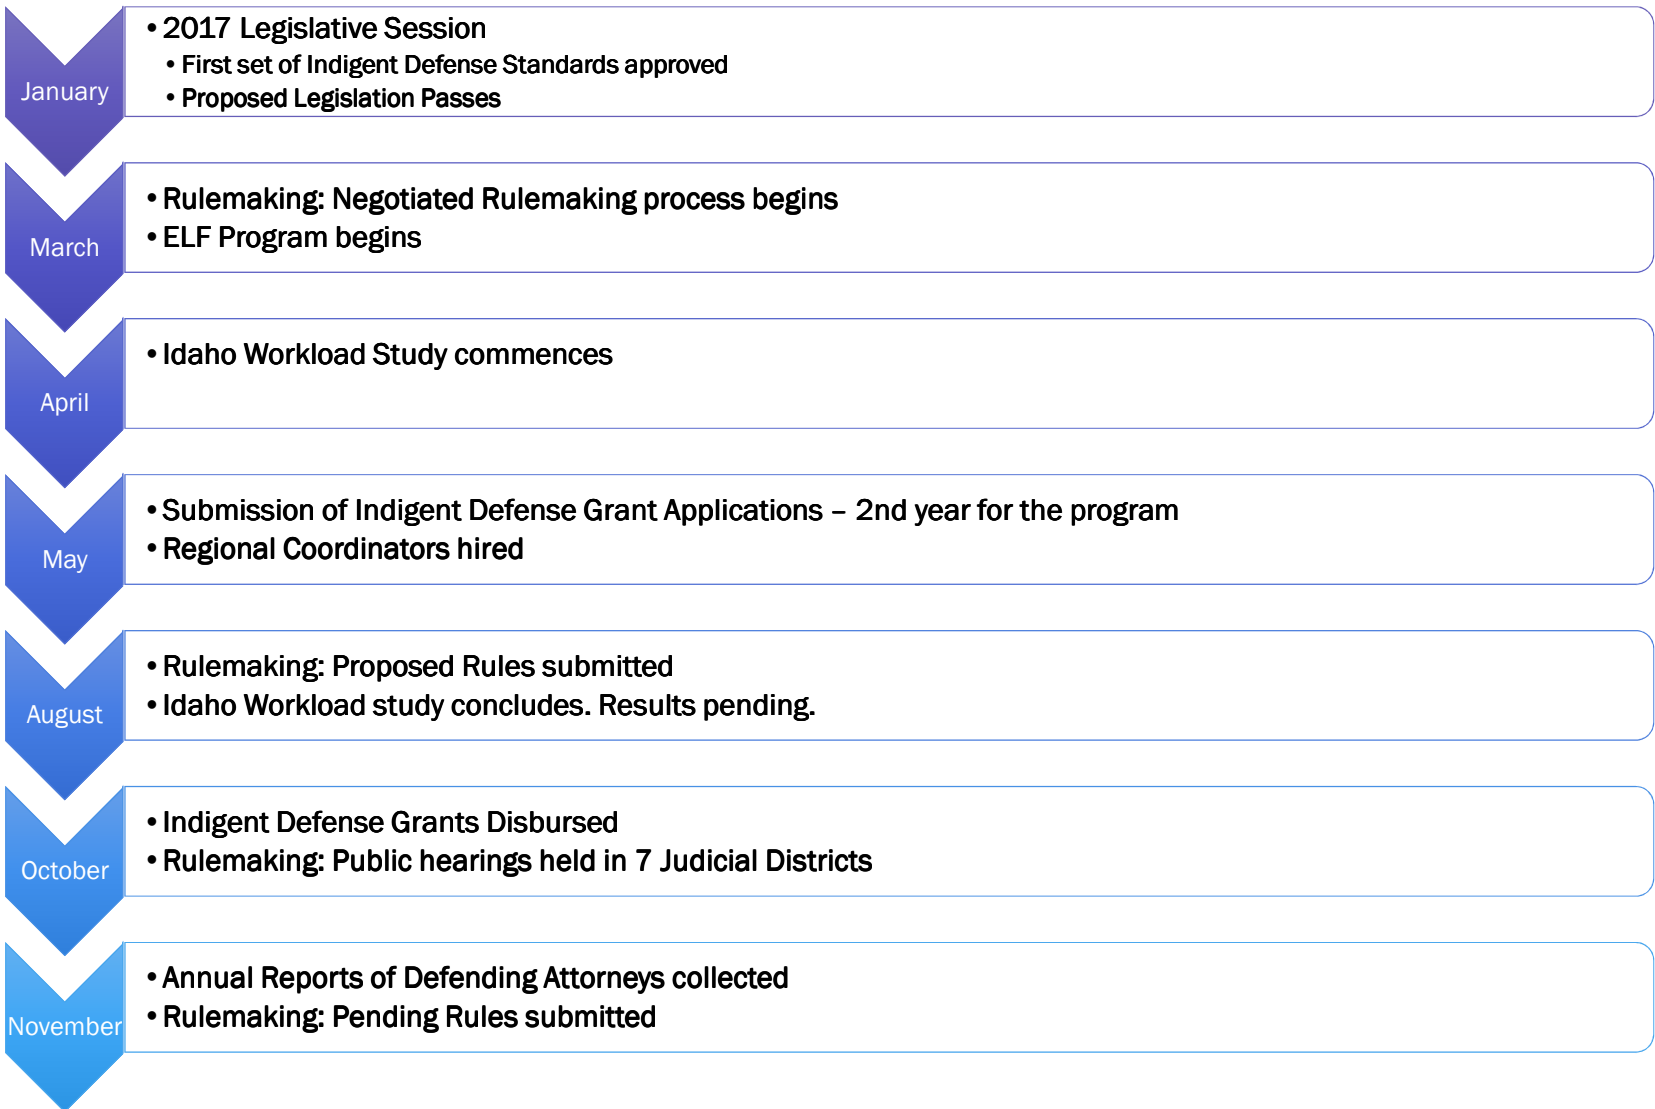 January
• 2017 Legislative Session
• First set of Indigent Defense Standards approved
• Proposed Legislation Passes
March
• Rulemaking: Negotiated Rulemaking process begins
• ELF Program begins
April
• Idaho Workload Study commences
May
• Submission of Indigent Defense Grant Applications – 2nd year for the program
• Regional Coordinators hired
August
• Rulemaking: Proposed Rules submitted
• Idaho Workload study concludes. Results pending.
October
• Indigent Defense Grants Disbursed
• Rulemaking: Public hearings held in 7 Judicial Districts
November
• Annual Reports of Defending Attorneys collected
• Rulemaking: Pending Rules submitted